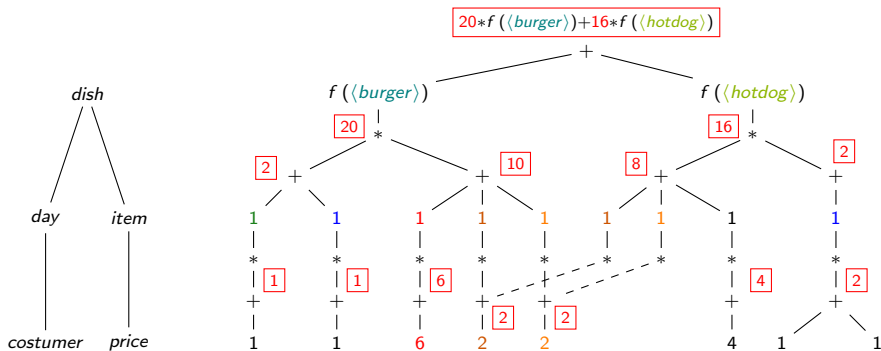 20*f(⟨burger⟩)+16*f(⟨hotdog⟩)
+
dish f(⟨burger⟩) f(⟨hotdog⟩)
20 * 16 *
2 + 10 + 8 + 2 +
day item 1 1 1 1 1 1 1 1 1
* * * * * * * * *
1 1 6 4 2
+ + + + + + +
2 2
costumer price 1 1 6 2 2 4 1 1